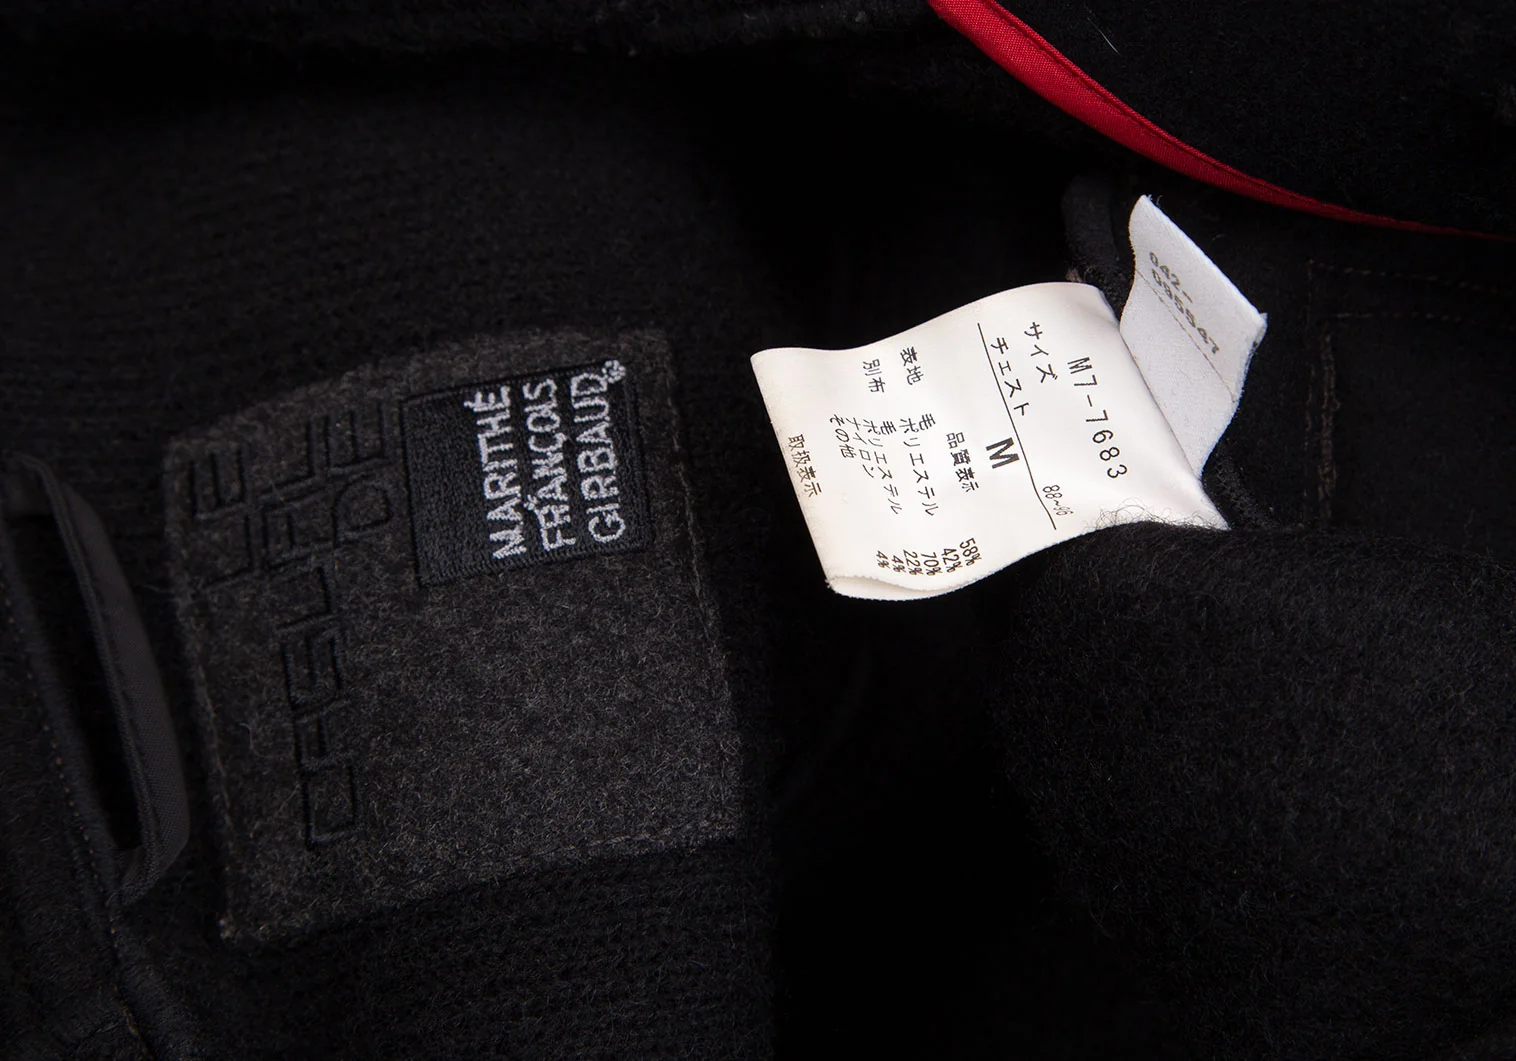 MARITHÉ
FRANÇOIS
GIRBAUD
M7-7683
サイズ M
チェスト 88~96
品質表示
表地 毛 58%
ポリエステル 42%
別布 毛 70%
ポリエステル 22%
ナイロン 4%
その他 4%
取扱表示
042-